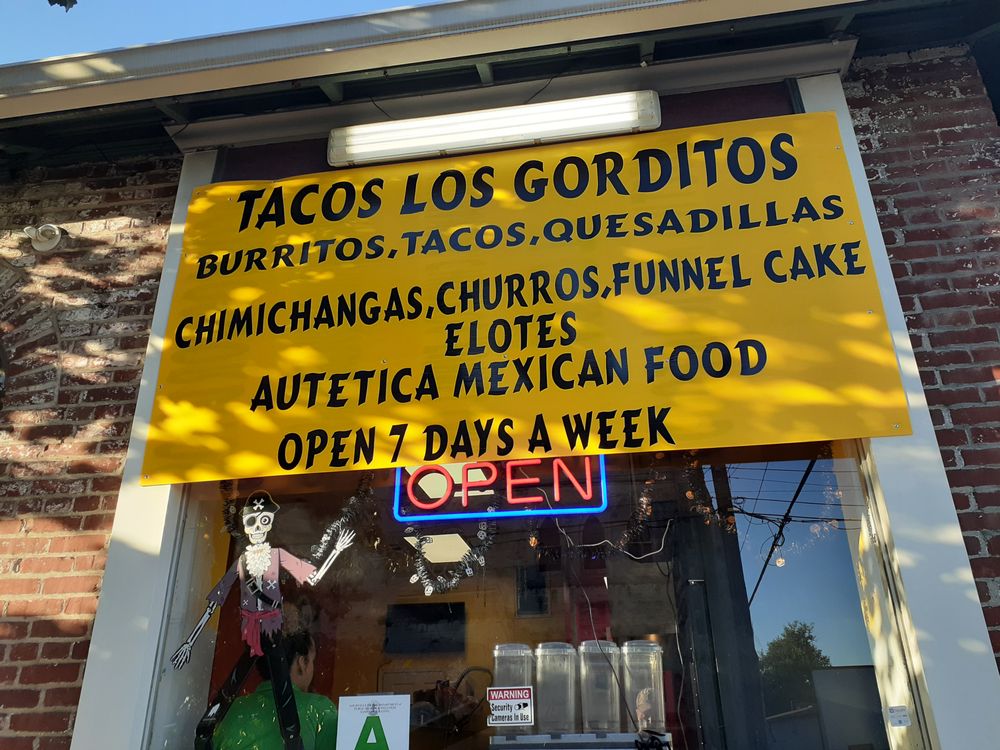 TACOS LOS GORDITOS
BURRITOS,TACOS,QUESADILLAS
CHIMICHANGAS,CHURROS,FUNNEL CAKE
ELOTES
AUTETICA MEXICAN FOOD
OPEN 7 DAYS A WEEK
OPEN
WARNING
Security
Cameras In Use
A